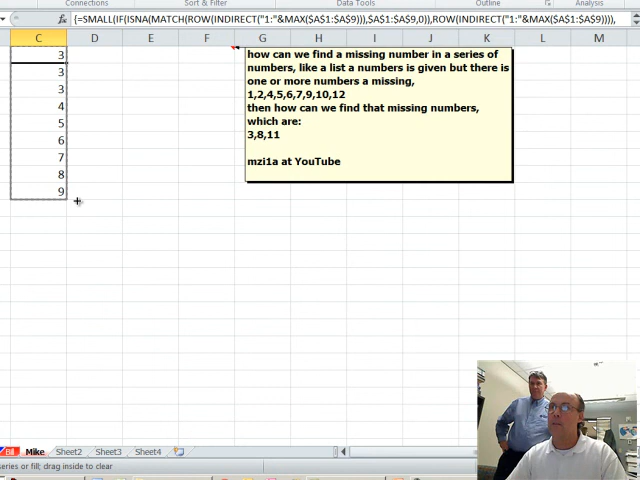 Connections
Sort & Filter
Data Tools
Outline
Analysis
{=SMALL(IF(ISNA(MATCH(ROW(INDIRECT("1:"&MAX($A$1:$A$9))),$A$1:$A$9,0)),ROW(INDIRECT("1:"&MAX($A$1:$A$9)))),
C D E F G H I J K L M
3
3
3
4
5
6
7
8
9
how can we find a missing number in a series of
numbers, like a list a numbers is given but there is
one or more numbers a missing,
1,2,4,5,6,7,9,10,12
then how can we find that missing numbers,
which are:
3,8,11
mzi1a at YouTube
Bill Mike Sheet2 Sheet3 Sheet4
series or fill; drag inside to clear